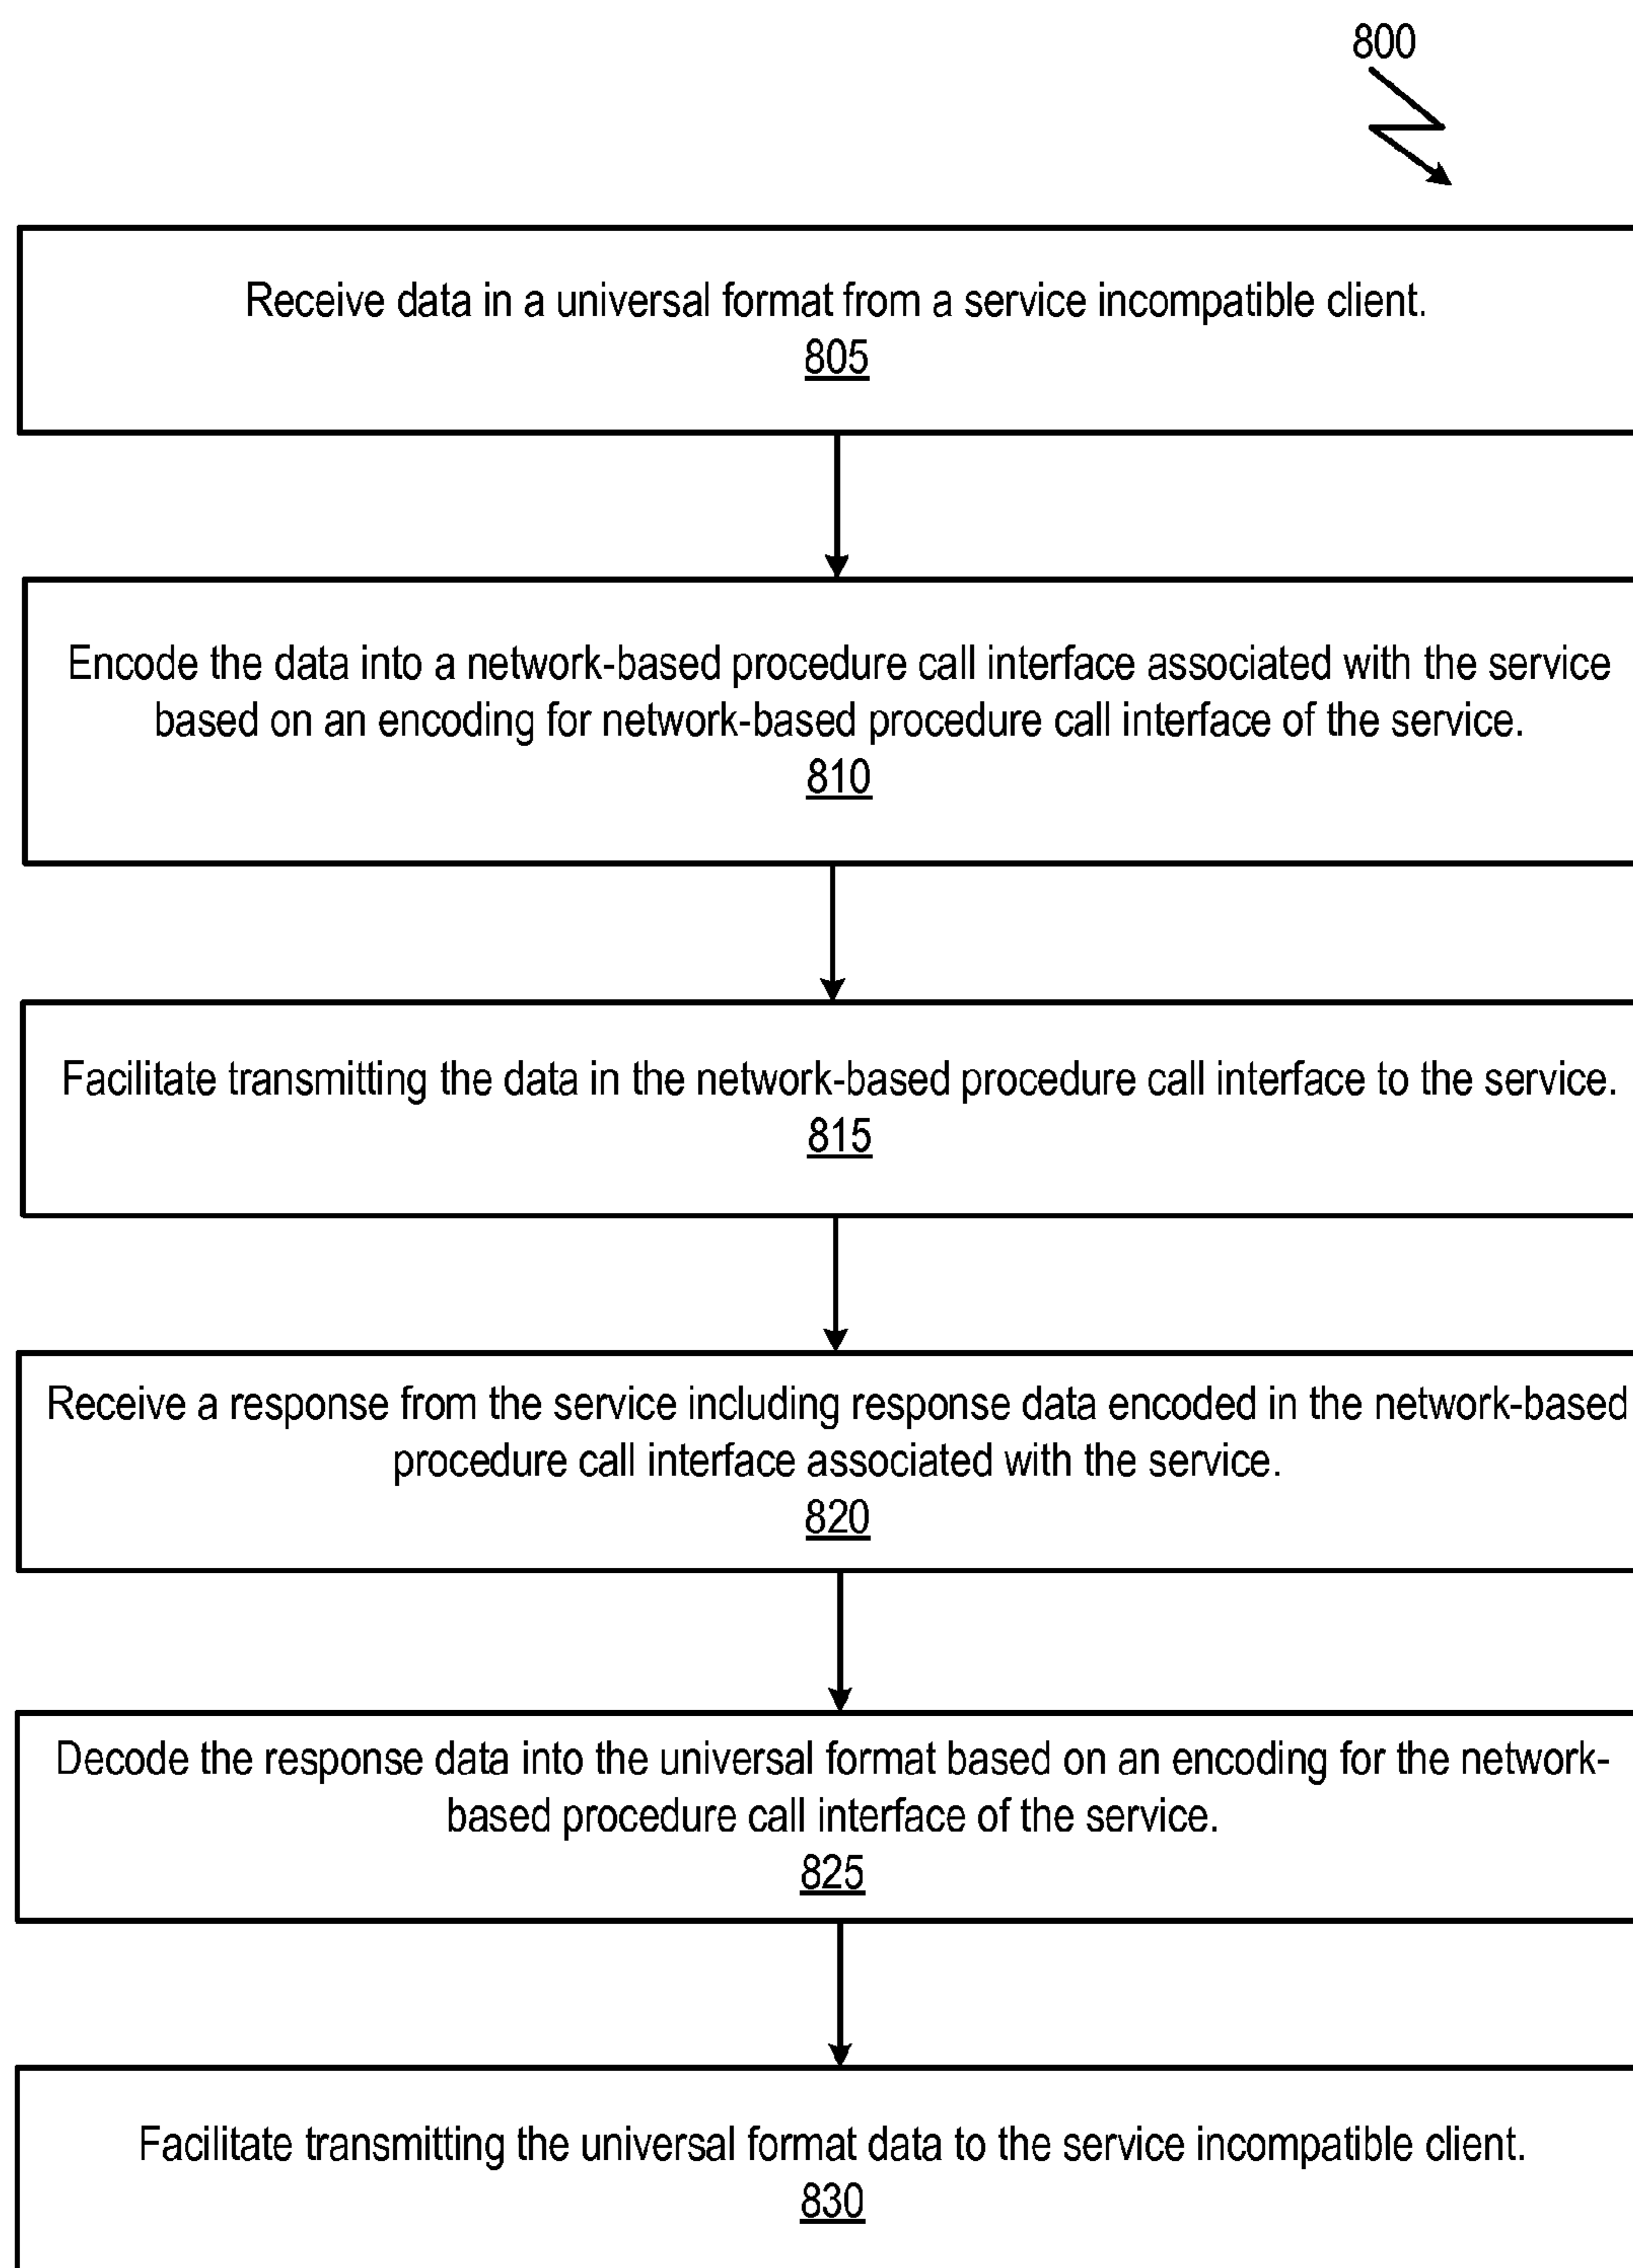 800
Receive data in a universal format from a service incompatible client.
805
Encode the data into a network-based procedure call interface associated with the service
based on an encoding for network-based procedure call interface of the service.
810
Facilitate transmitting the data in the network-based procedure call interface to the service.
815
Receive a response from the service including response data encoded in the network-based
procedure call interface associated with the service.
820
Decode the response data into the universal format based on an encoding for the network-
based procedure call interface of the service.
825
Facilitate transmitting the universal format data to the service incompatible client.
830